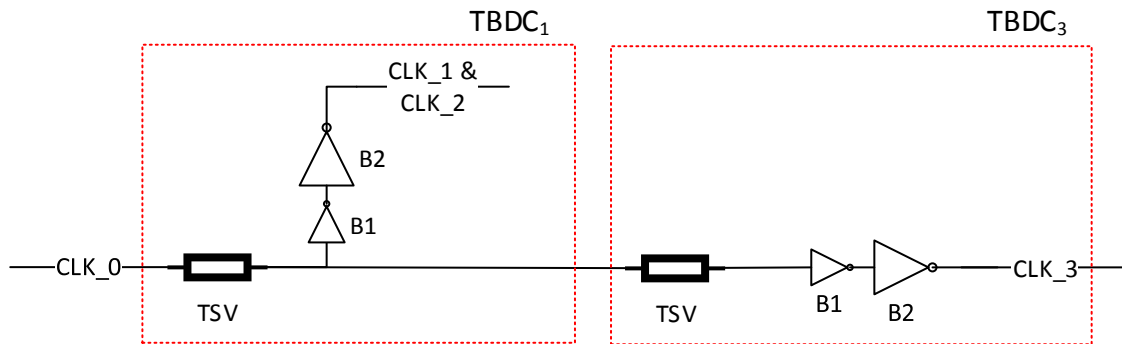 TBDC₁
TBDC₃
CLK_1 &
CLK_2
B2
B1
CLK_0
TSV
TSV
B1
B2
CLK_3